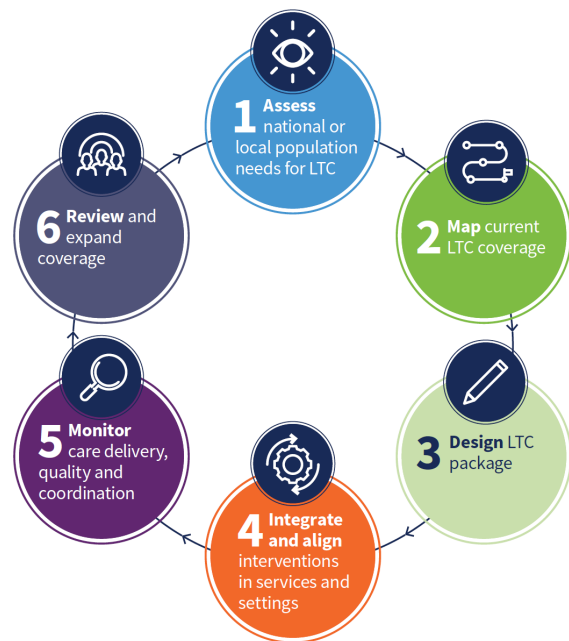 1 Assess
national or
local population
needs for LTC
2 Map current
LTC coverage
3 Design LTC
package
4 Integrate
and align
interventions
in services and
settings
5 Monitor
care delivery,
quality and
coordination
6 Review and
expand
coverage